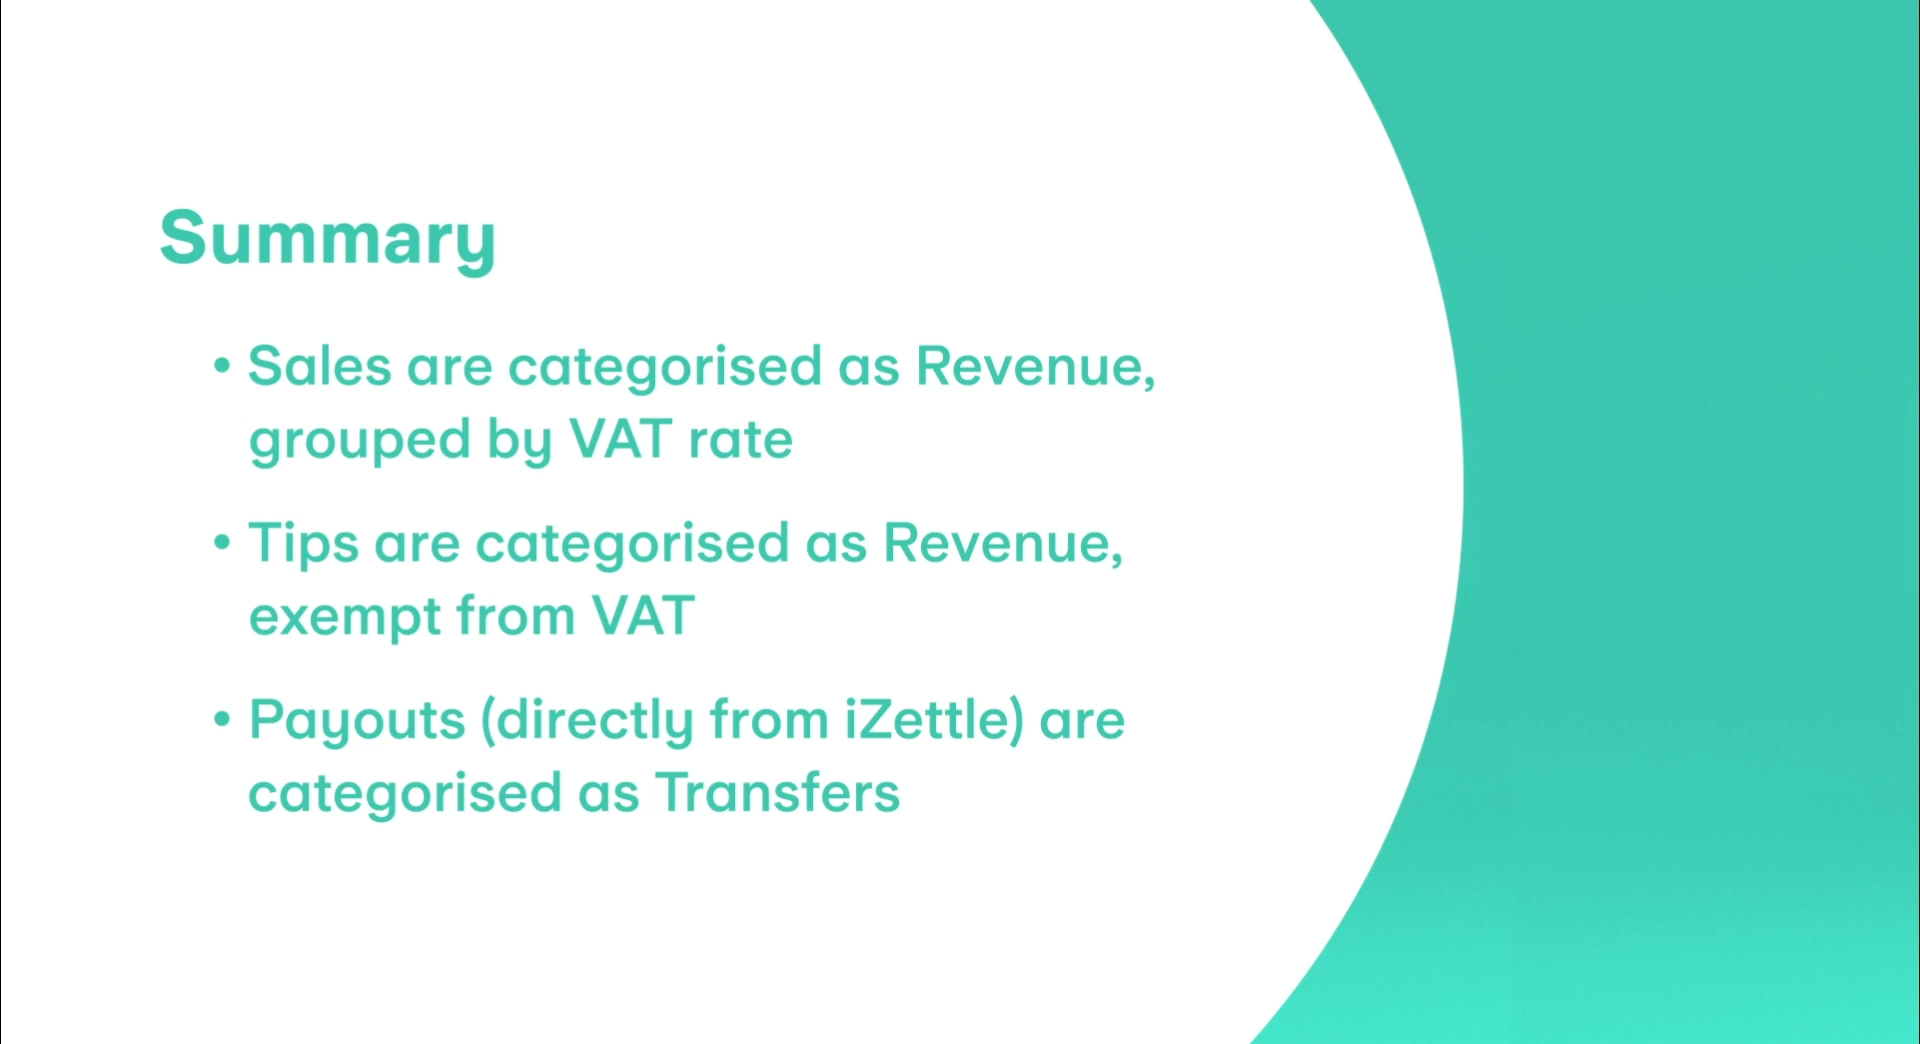 Summary
• Sales are categorised as Revenue,
grouped by VAT rate
• Tips are categorised as Revenue,
exempt from VAT
• Payouts (directly from iZettle) are
categorised as Transfers